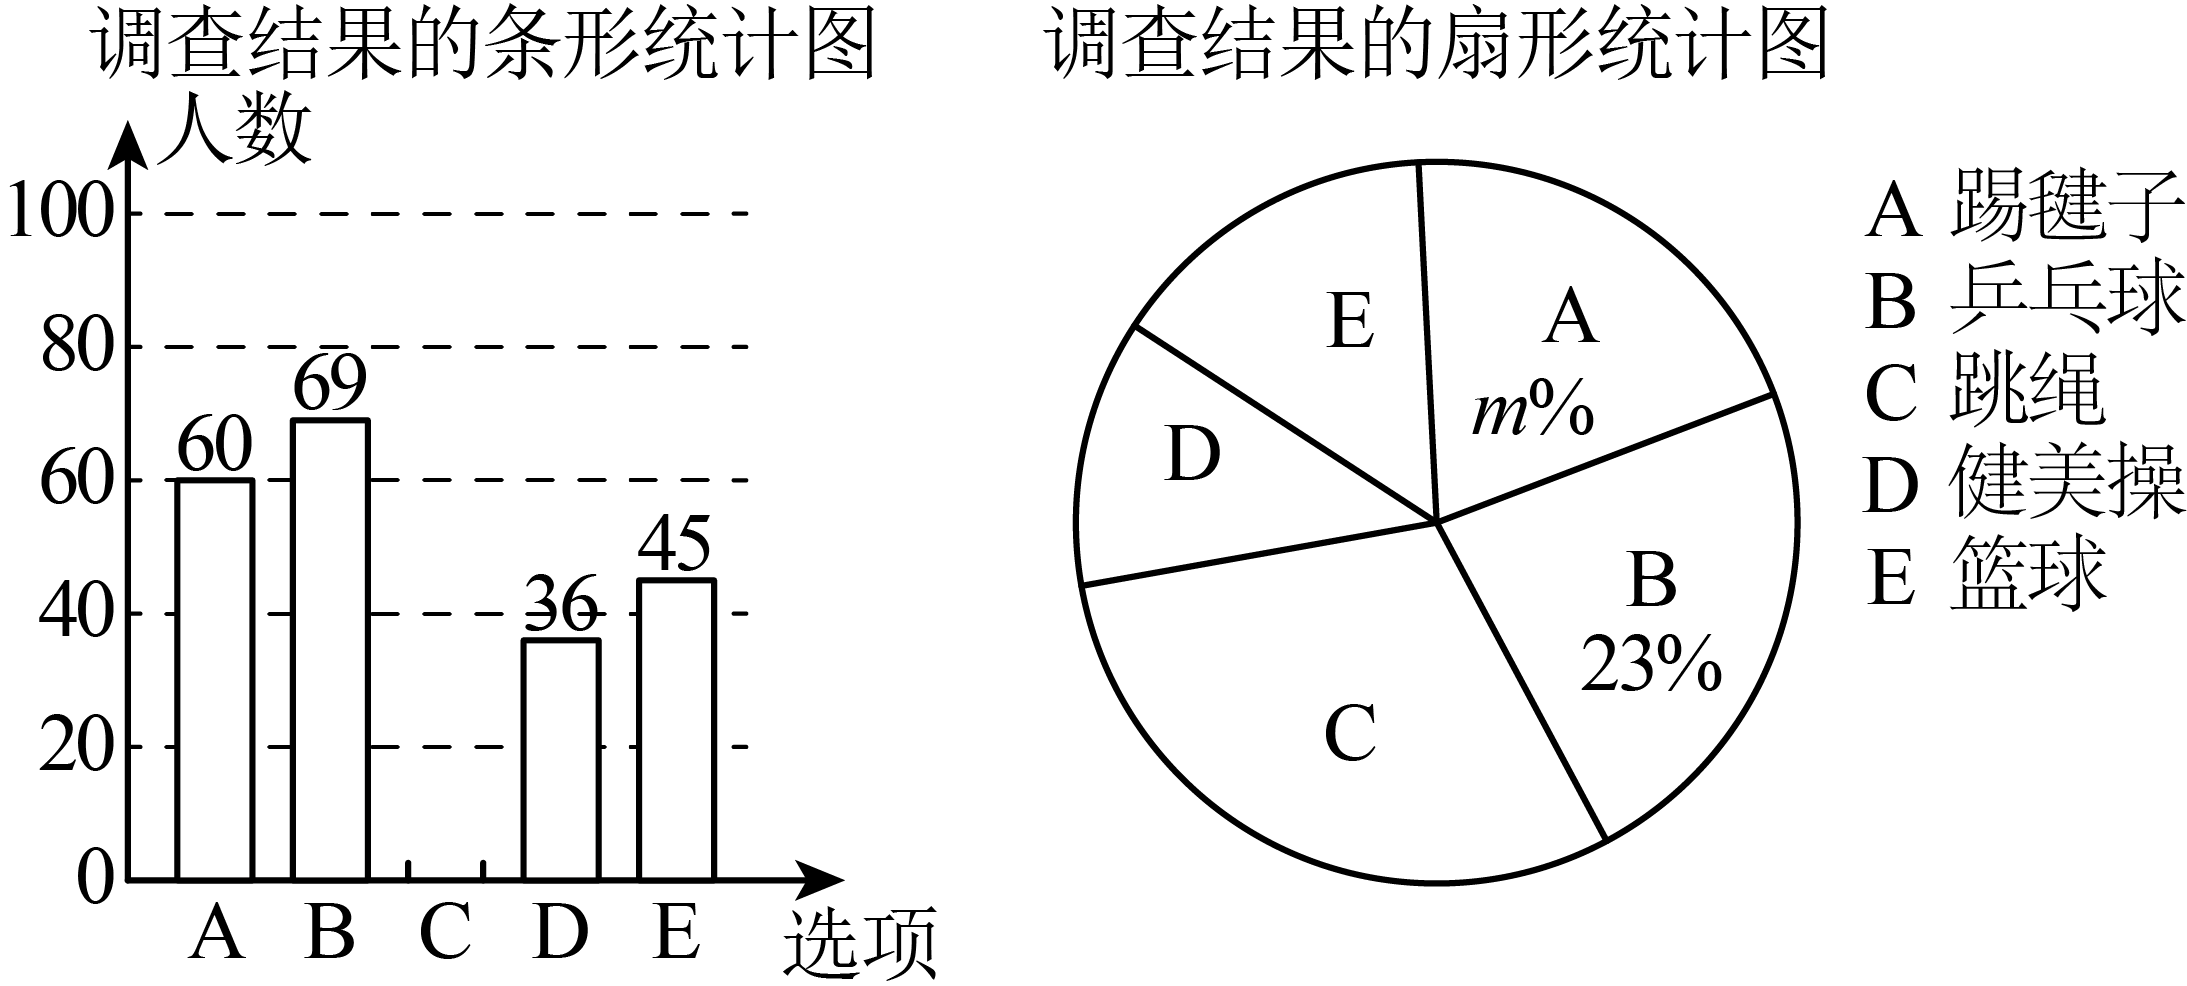 调查结果的条形统计图
人数
100
80
60
40
20
0
60
69
36
45
A B C D E
选项
调查结果的扇形统计图
E
A
m%
D
B
23%
C
A 踢毽子
B 乒乓球
C 跳绳
D 健美操
E 篮球